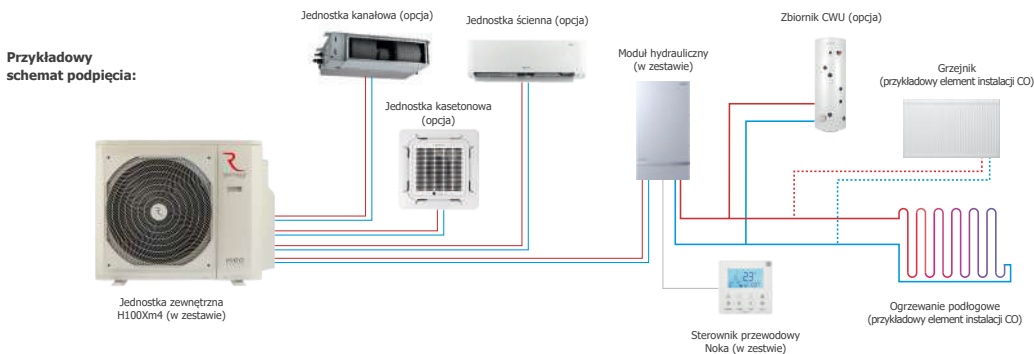 Przykładowy
schemat podpięcia:
Jednostka kanałowa (opcja)
Jednostka ścienna (opcja)
Jednostka kasetonowa
(opcja)
Moduł hydrauliczny
(w zestawie)
Zbiornik CWU (opcja)
Grzejnik
(przykładowy element instalacji CO)
Jednostka zewnętrzna
H100Xm4 (w zestawie)
Sterownik przewodowy
Noka (w zestwie)
Ogrzewanie podłogowe
(przykładowy element instalacji CO)